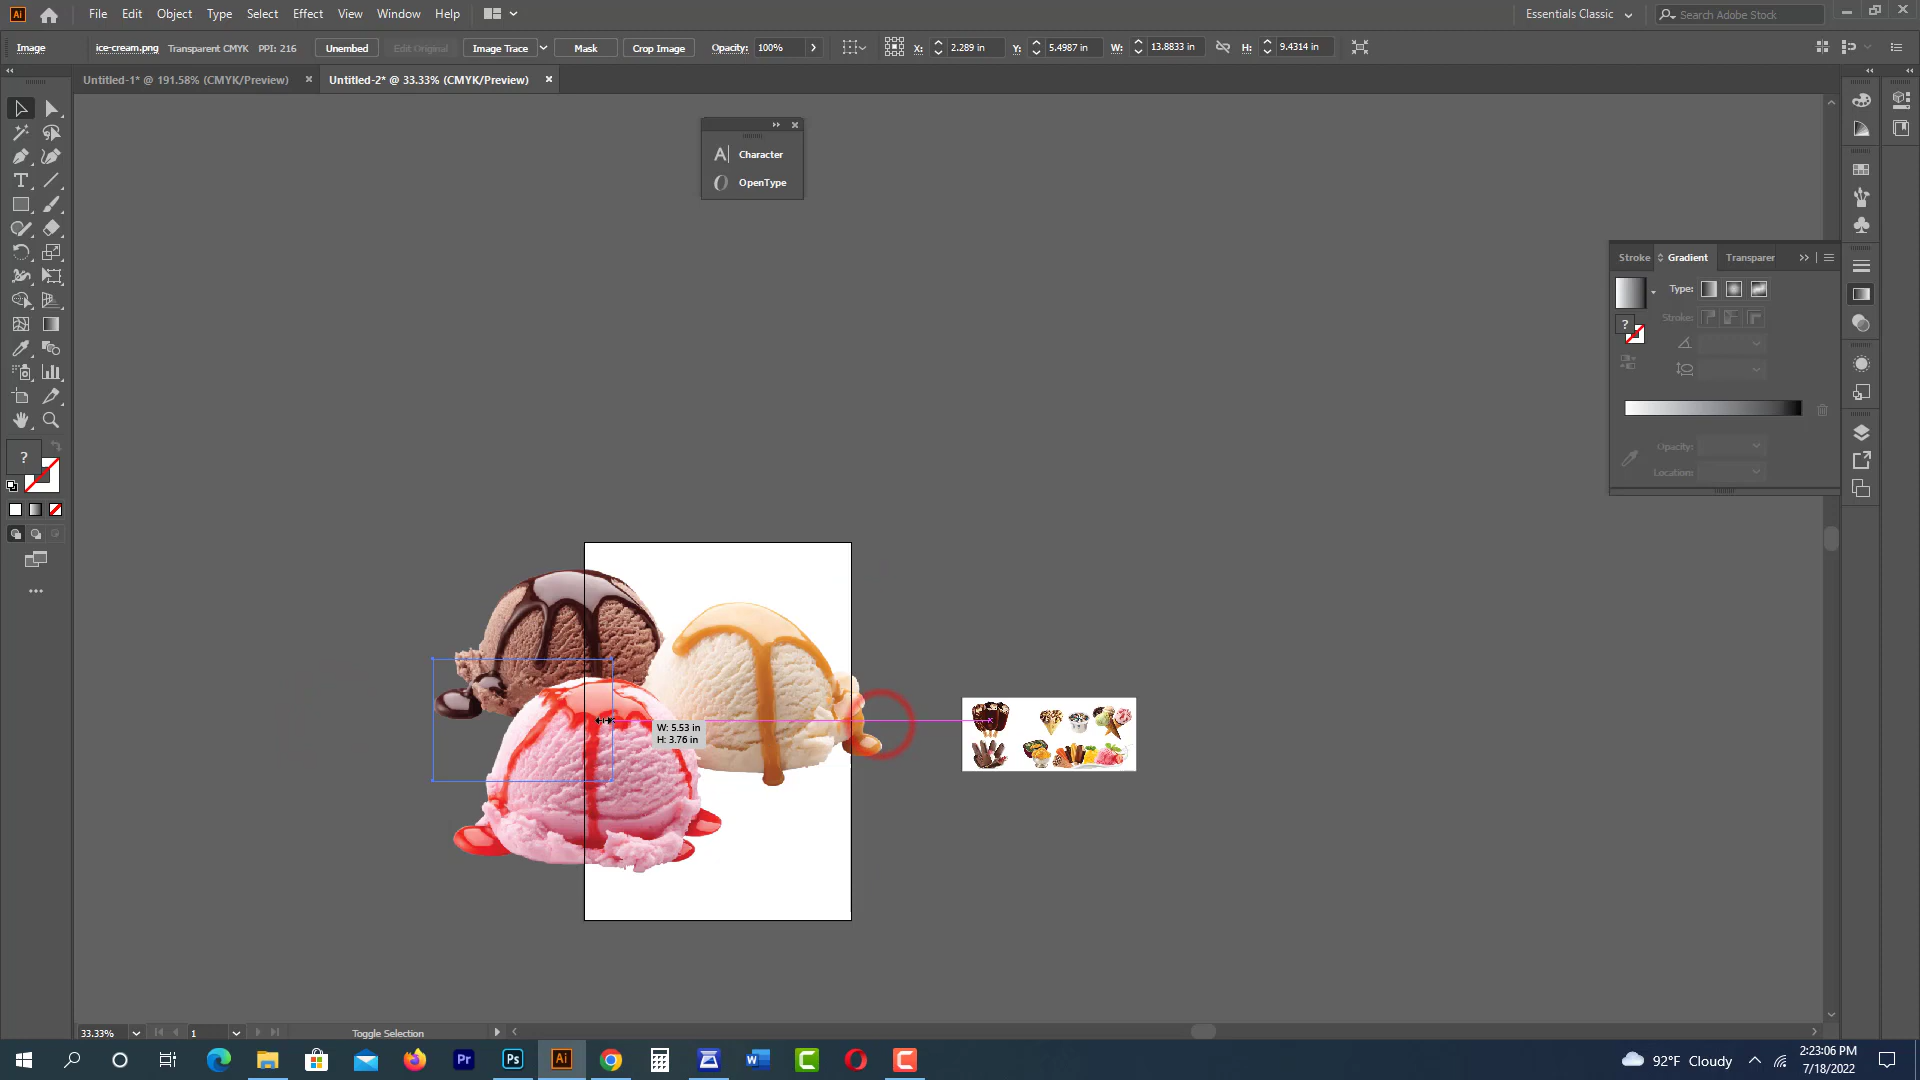 Ai File Edit Object Type Select Effect View Window Help Essentials Classic Search Adobe Stock
Image ice-cream.png Transparent CMYK PPI: 216 Unembed Edit Original Image Trace Mask Crop Image Opacity: 100% X: 2.289 in Y: 5.4987 in W: 13.8833 in H: 9.4314 in
Untitled-1* @ 191.58% (CMYK/Preview) Untitled-2* @ 33.33% (CMYK/Preview)
Character
OpenType
Stroke Gradient Transparer
Type:
Stroke:
Opacity:
Location:
W: 5.53 in
H: 3.76 in
33.33% 1 Toggle Selection
Pr Ps Ai 92°F Cloudy 2:23:06 PM
7/18/2022